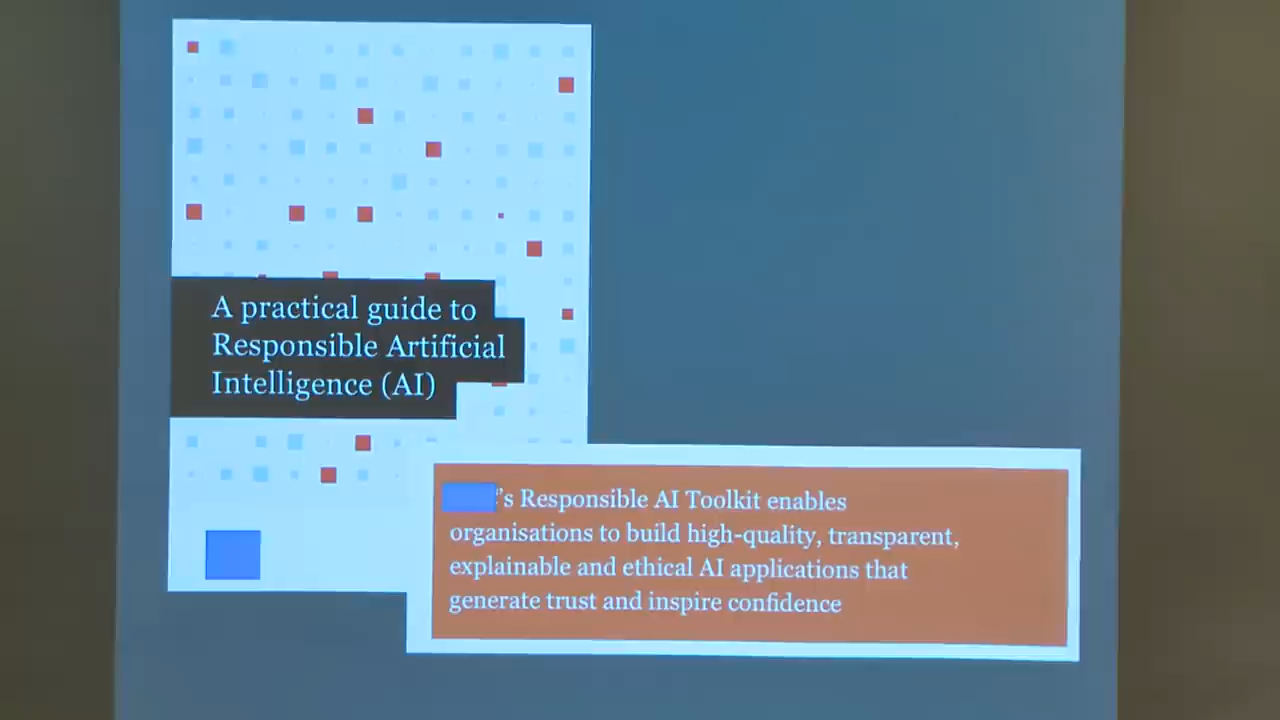 A practical guide to
Responsible Artificial
Intelligence (AI)
's Responsible AI Toolkit enables
organisations to build high-quality, transparent,
explainable and ethical AI applications that
generate trust and inspire confidence